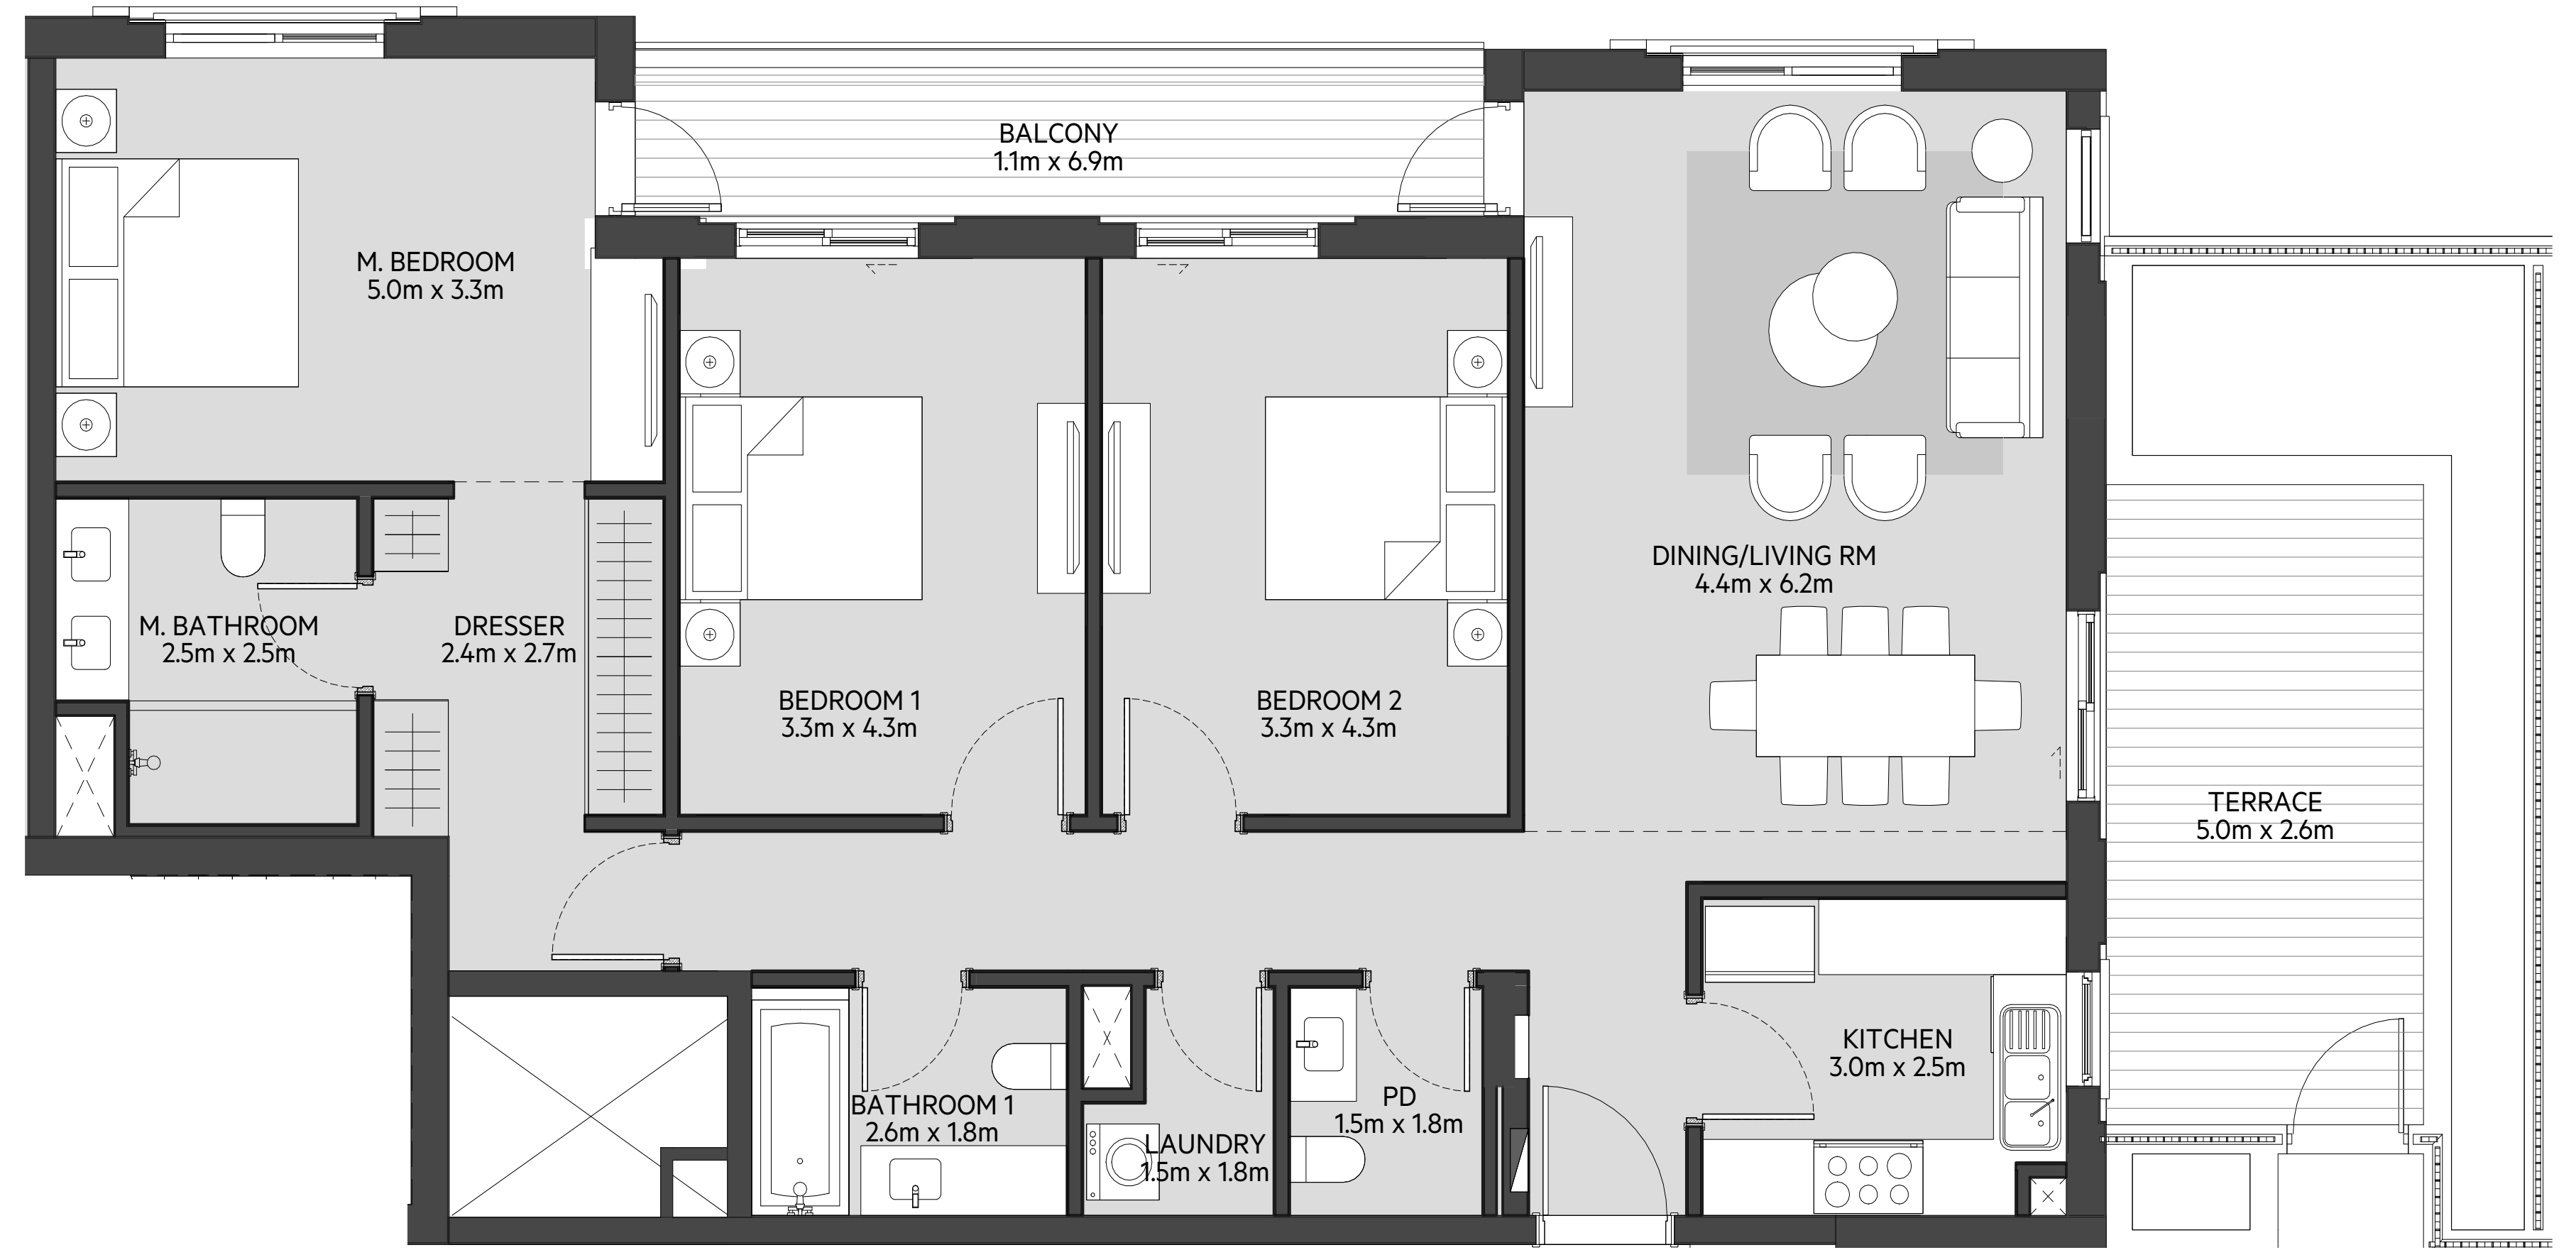 BALCONY
1.1m x 6.9m
M. BEDROOM
5.0m x 3.3m
DINING/LIVING RM
4.4m x 6.2m
M. BATHROOM
2.5m x 2.5m
DRESSER
2.4m x 2.7m
BEDROOM 1
3.3m x 4.3m
BEDROOM 2
3.3m x 4.3m
TERRACE
5.0m x 2.6m
KITCHEN
3.0m x 2.5m
BATHROOM 1
2.6m x 1.8m
LAUNDRY
1.5m x 1.8m
PD
1.5m x 1.8m